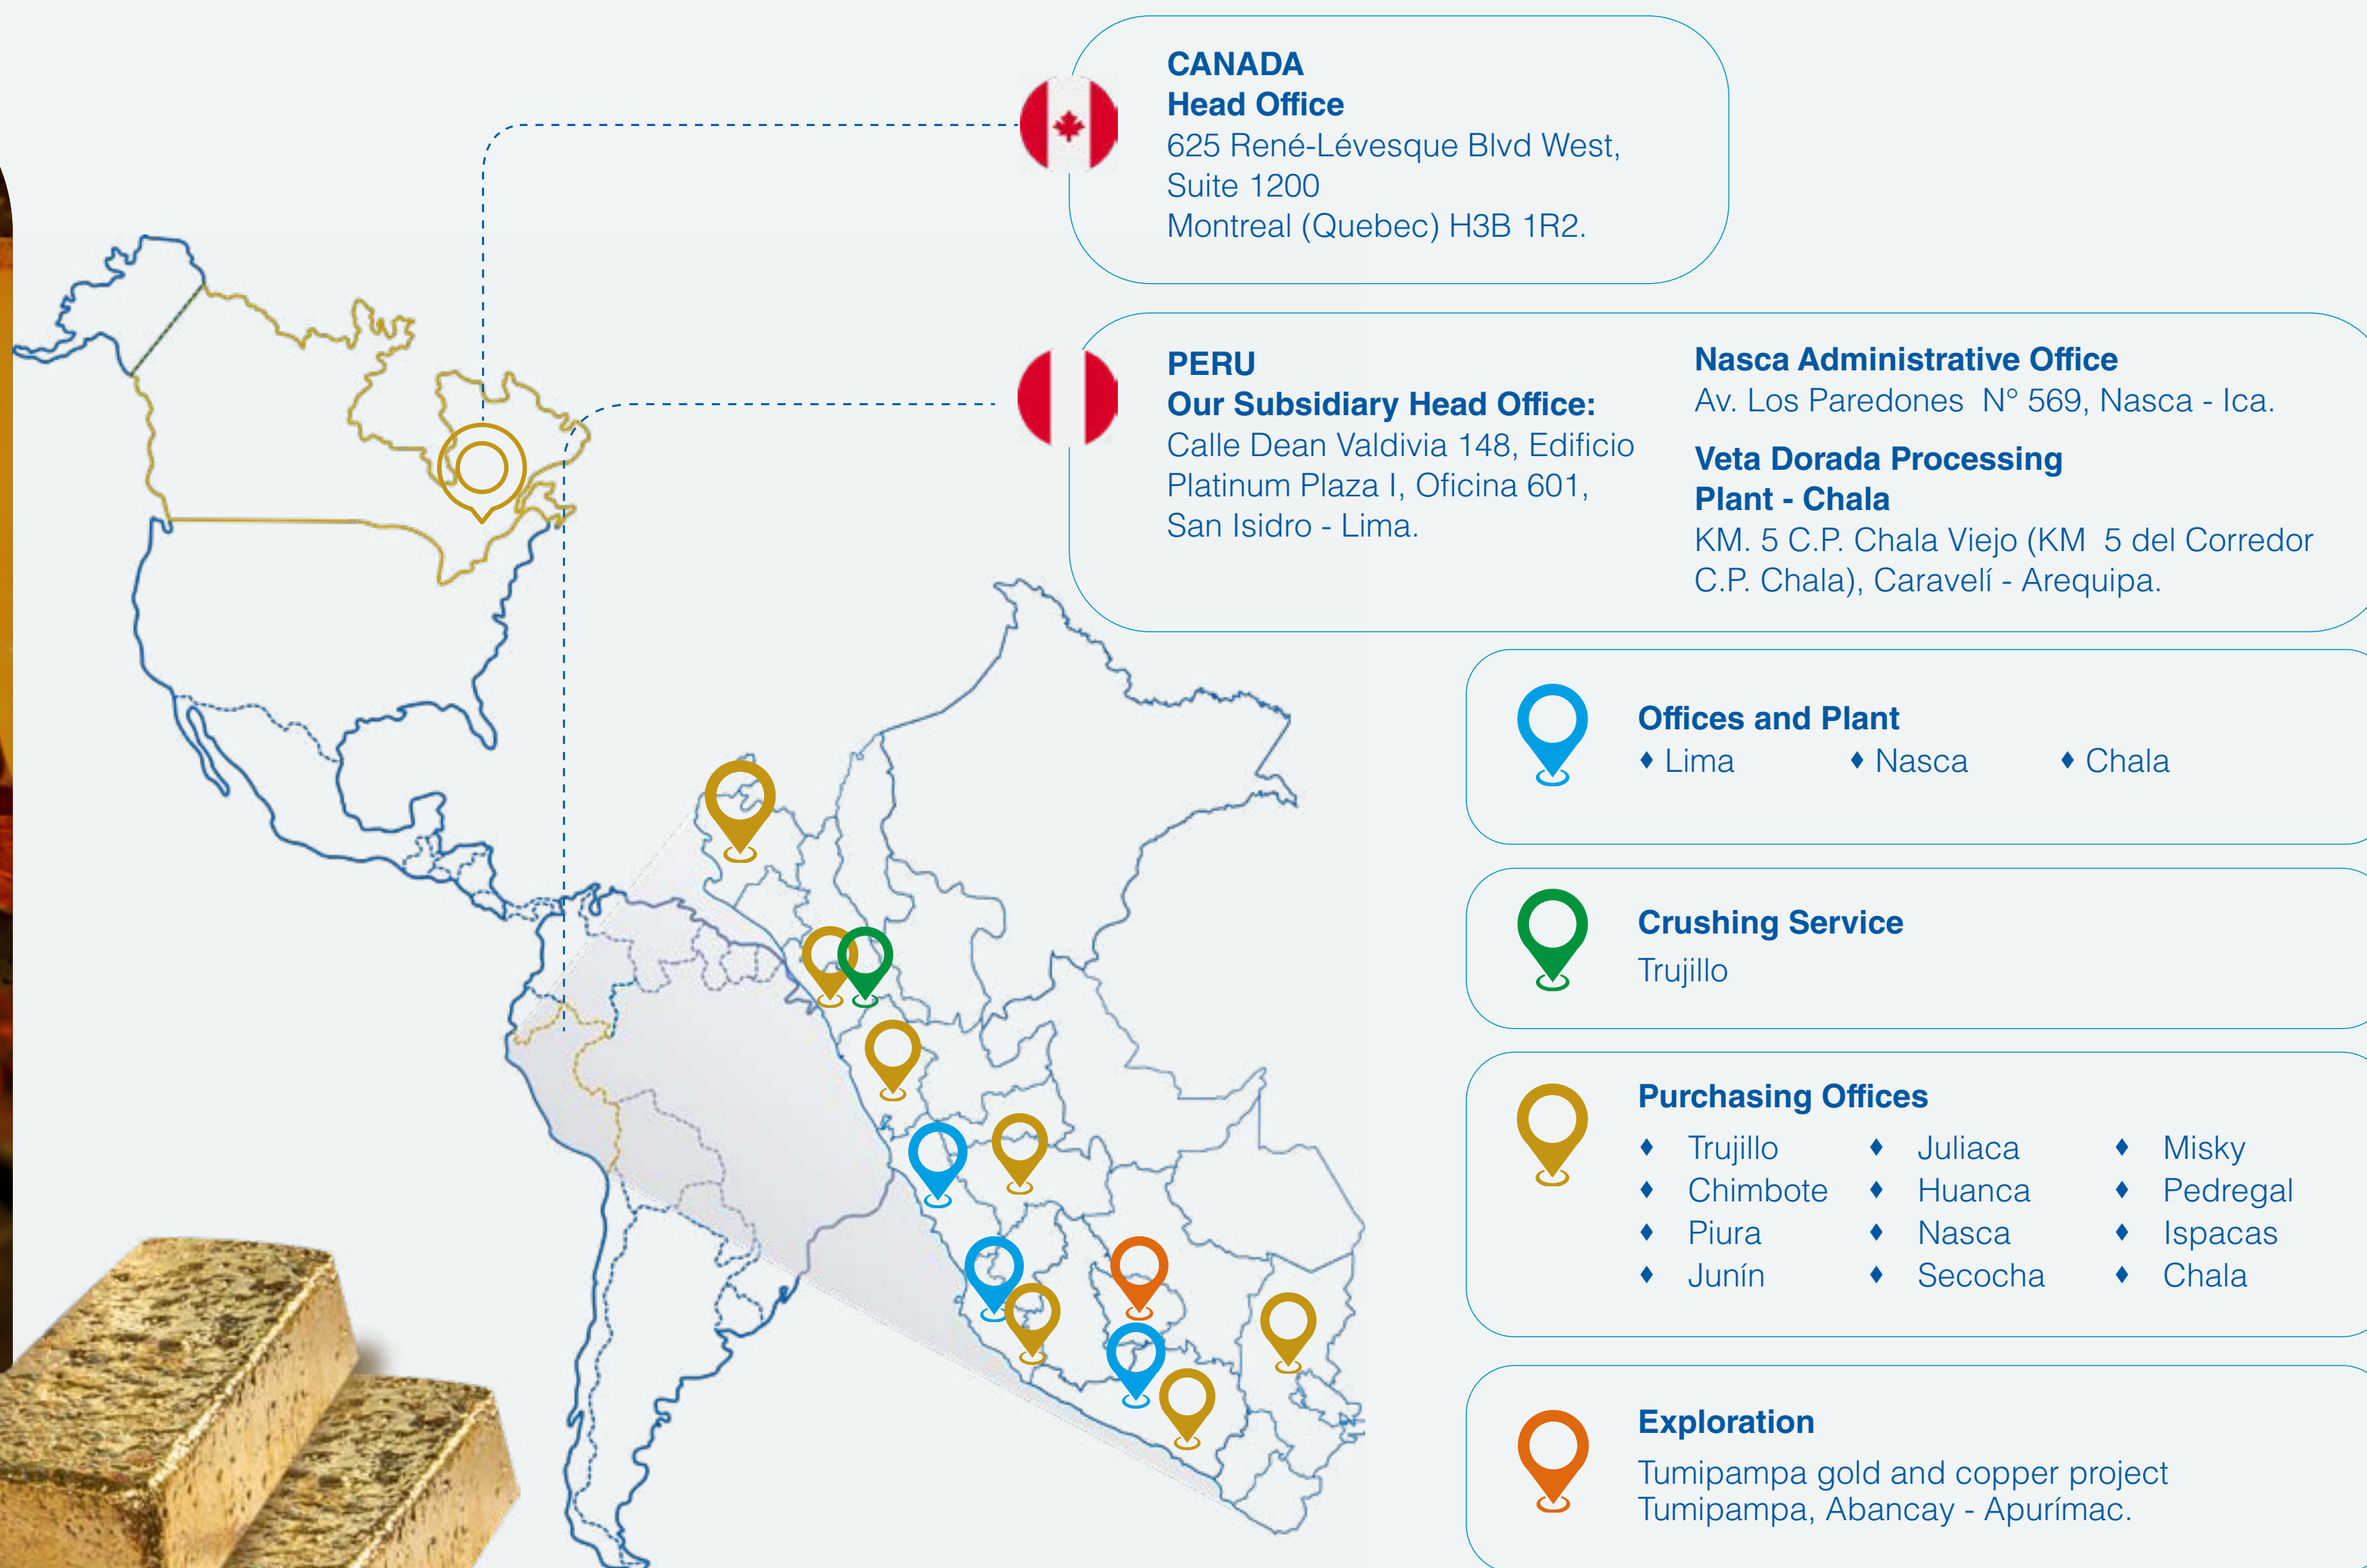 CANADA
Head Office
625 René-Lévesque Blvd West,
Suite 1200
Montreal (Quebec) H3B 1R2.
PERU
Our Subsidiary Head Office:
Calle Dean Valdivia 148, Edificio
Platinum Plaza I, Oficina 601,
San Isidro - Lima.
Nasca Administrative Office
Av. Los Paredones N° 569, Nasca - Ica.
Veta Dorada Processing
Plant - Chala
KM. 5 C.P. Chala Viejo (KM 5 del Corredor
C.P. Chala), Caravelí - Arequipa.
Offices and Plant
♦ Lima ♦ Nasca ♦ Chala
Crushing Service
Trujillo
Purchasing Offices
♦ Trujillo ♦ Juliaca ♦ Misky
♦ Chimbote ♦ Huanca ♦ Pedregal
♦ Piura ♦ Nasca ♦ Ispacas
♦ Junín ♦ Secocha ♦ Chala
Exploration
Tumipampa gold and copper project
Tumipampa, Abancay - Apurímac.